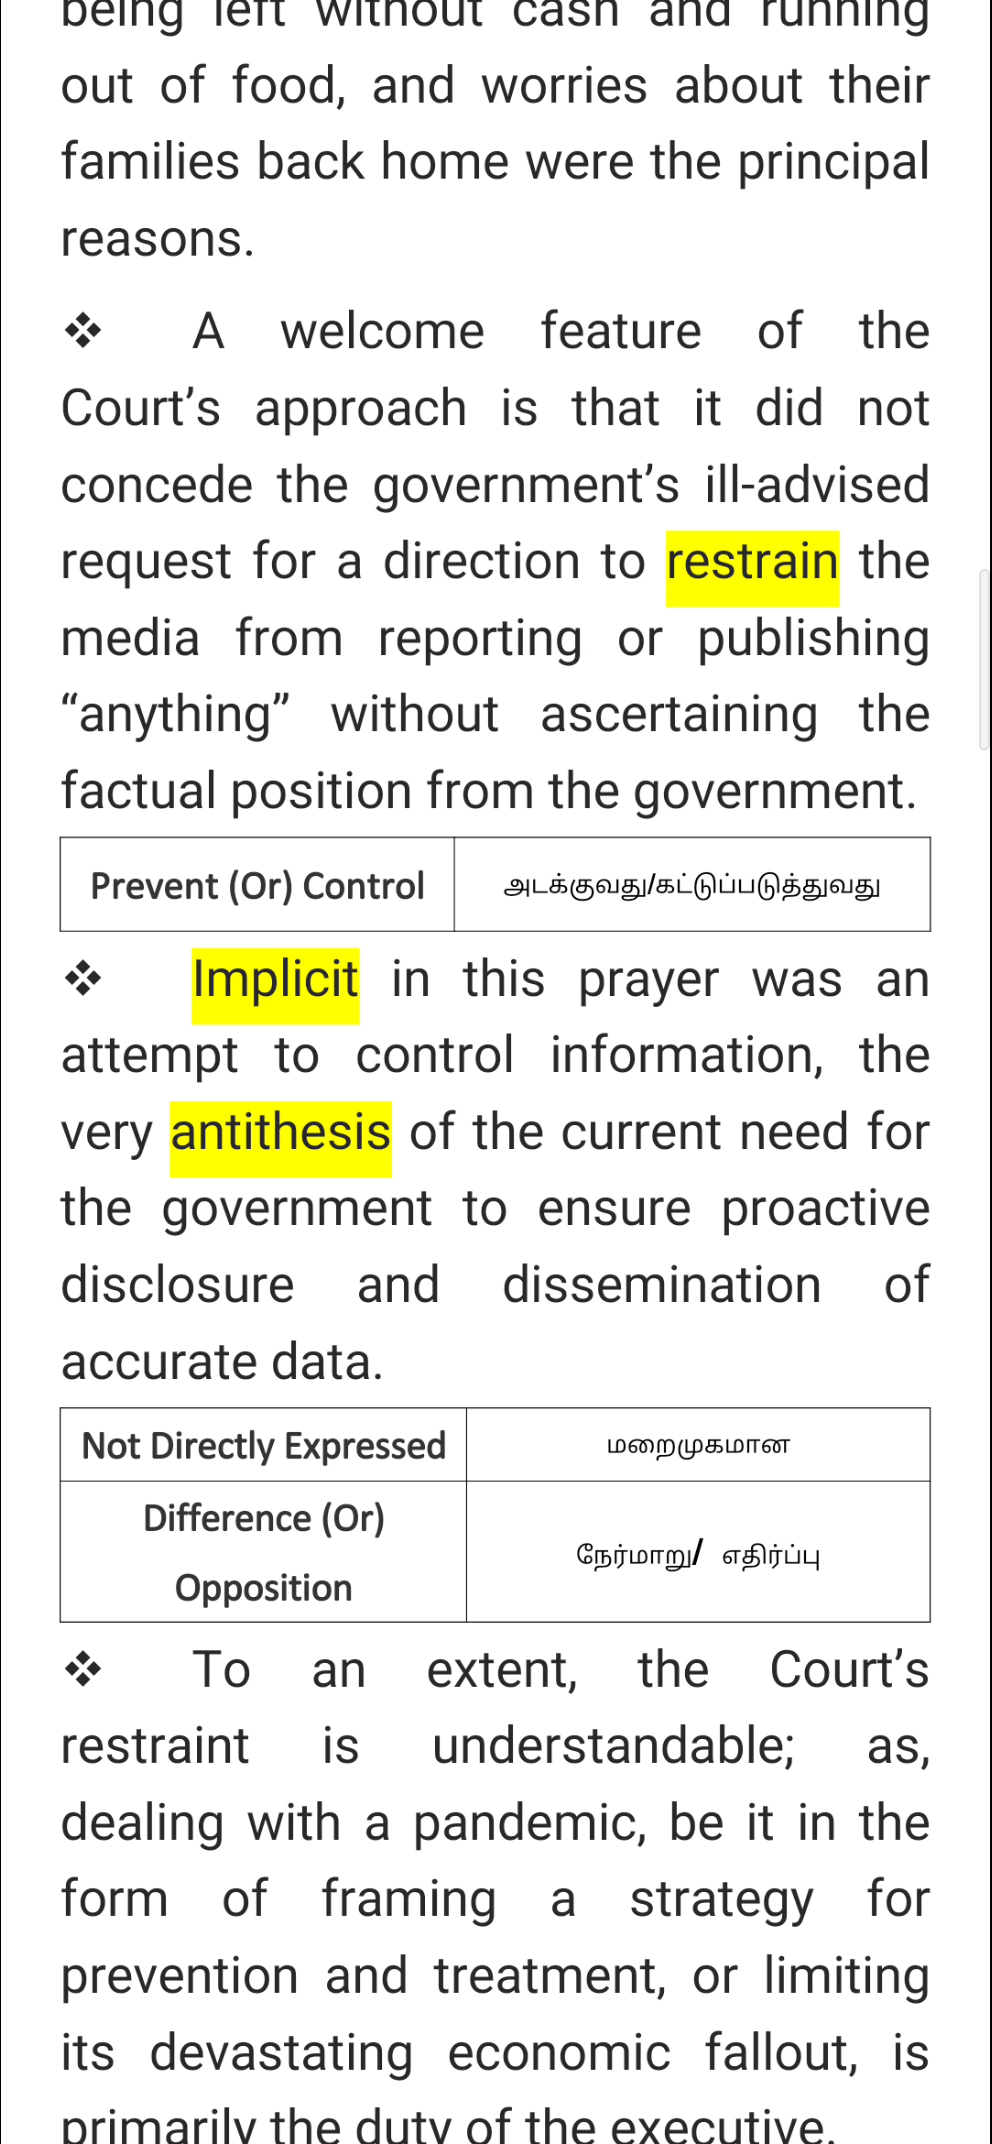 being left without cash and running
out of food, and worries about their
families back home were the principal
reasons.
❖ A welcome feature of the
Court’s approach is that it did not
concede the government’s ill-advised
request for a direction to restrain the
media from reporting or publishing
“anything” without ascertaining the
factual position from the government.
Prevent (Or) Control அடக்குவது/கட்டுப்படுத்துவது
❖ Implicit in this prayer was an
attempt to control information, the
very antithesis of the current need for
the government to ensure proactive
disclosure and dissemination of
accurate data.
Not Directly Expressed மறைமுகமான
Difference (Or)
Opposition
நேர்மாறு/ எதிர்ப்பு
❖ To an extent, the Court’s
restraint is understandable; as,
dealing with a pandemic, be it in the
form of framing a strategy for
prevention and treatment, or limiting
its devastating economic fallout, is
primarily the duty of the executive.